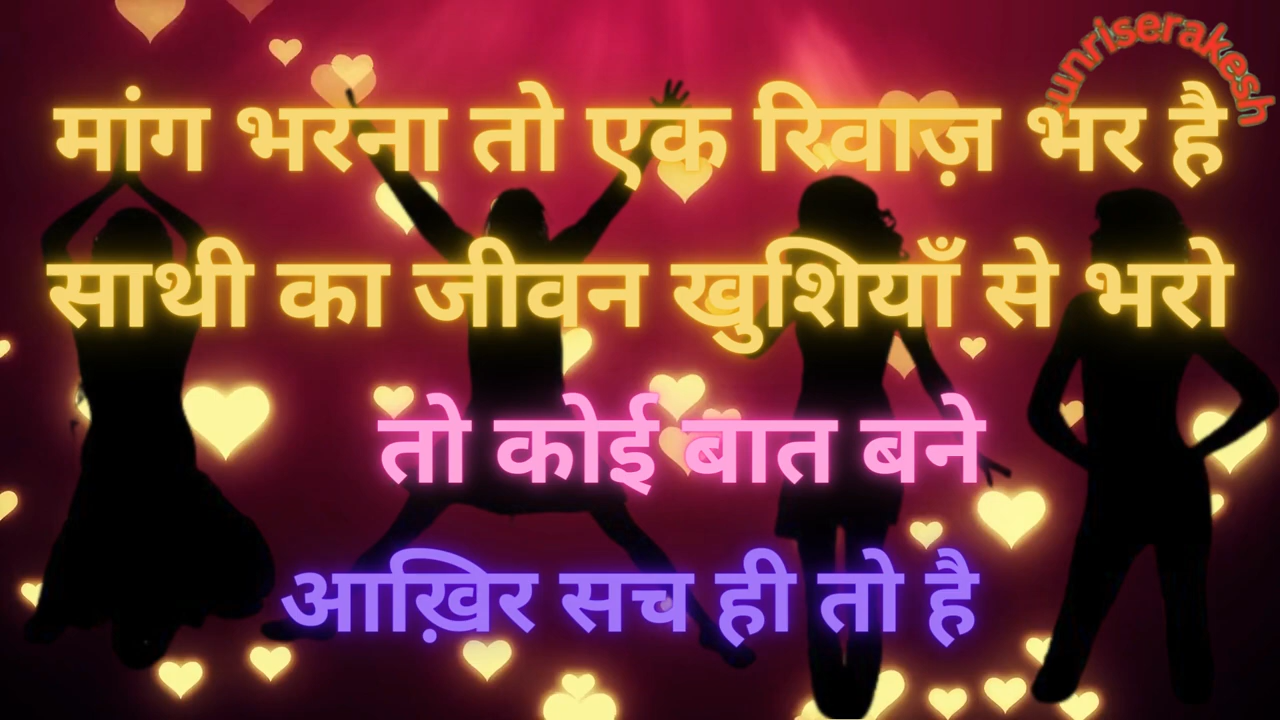 sunriserakesh
मांग भरना तो एक रिवाज़ भर है
साथी का जीवन खुशियाँ से भरो
तो कोई बात बने
आख़िर सच ही तो है